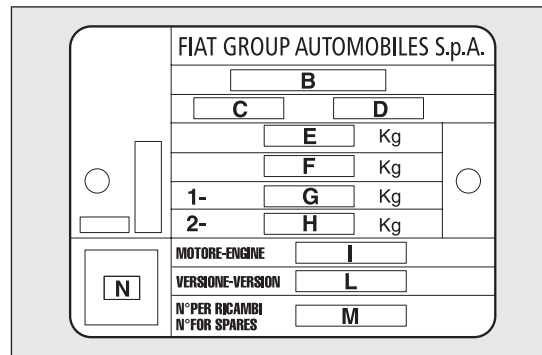 FIAT GROUP AUTOMOBILES S.p.A.
B
C D
E Kg
F Kg
1- G Kg
2- H Kg
MOTORE-ENGINE I
VERSIONE-VERSION L
N
N°PER RICAMBI
N°FOR SPARES M